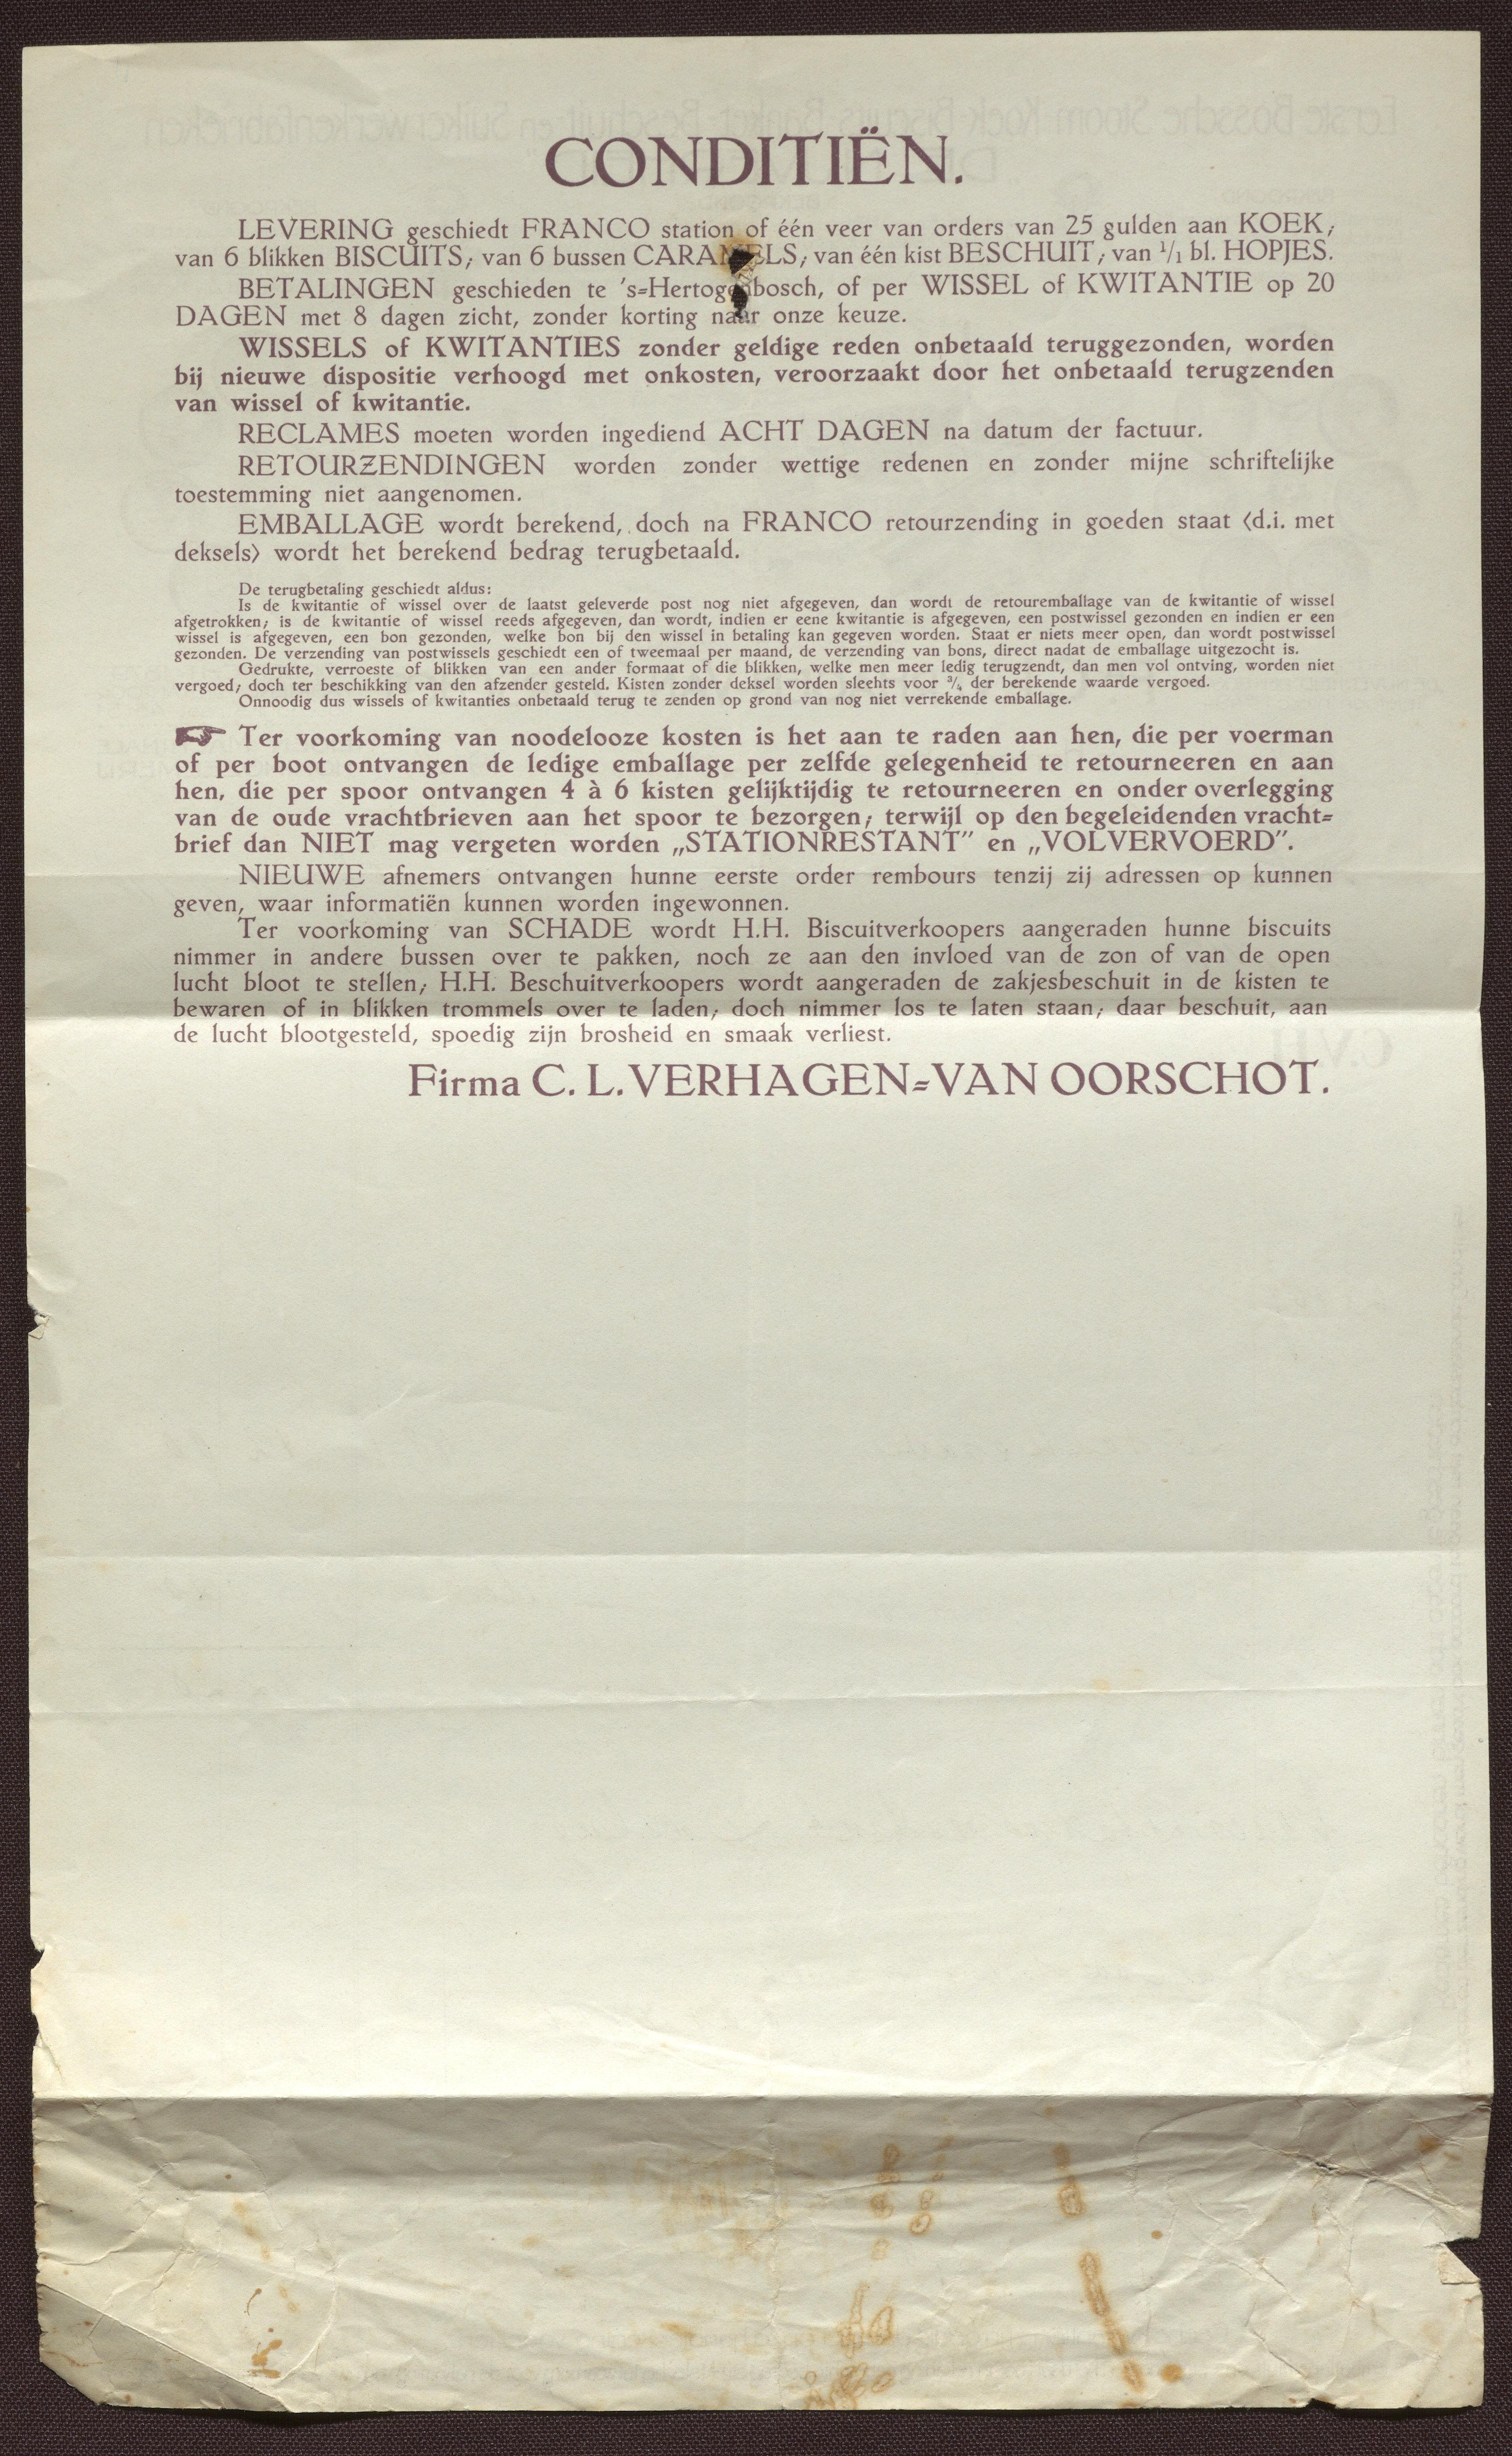 CONDITIËN.
LEVERING geschiedt FRANCO station of één veer van orders van 25 gulden aan KOEK;
van 6 blikken BISCUITS; van 6 bussen CARAMELS; van één kist BESCHUIT; van 1/1 bl. HOPJES.
BETALINGEN geschieden te 's-Hertogenbosch, of per WISSEL of KWITANTIE op 20
DAGEN met 8 dagen zicht, zonder korting naar onze keuze.
WISSELS of KWITANTIES zonder geldige reden onbetaald teruggezonden, worden
bij nieuwe dispositie verhoogd met onkosten, veroorzaakt door het onbetaald terugzenden
van wissel of kwitantie.
RECLAMES moeten worden ingediend ACHT DAGEN na datum der factuur.
RETOURZENDINGEN worden zonder wettige redenen en zonder mijne schriftelijke
toestemming niet aangenomen.
EMBALLAGE wordt berekend, doch na FRANCO retourzending in goeden staat (d.i. met
deksels) wordt het berekend bedrag terugbetaald.
De terugbetaling geschiedt aldus:
Is de kwitantie of wissel over de laatst geleverde post nog niet afgegeven, dan wordt de retouremballage van de kwitantie of wissel
afgetrokken; is de kwitantie of wissel reeds afgegeven, dan wordt, indien er eene kwitantie is afgegeven, een postwissel gezonden en indien er een
wissel is afgegeven, een bon gezonden, welke bon bij den wissel in betaling kan gegeven worden. Staat er niets meer open, dan wordt postwissel
gezonden. De verzending van postwissels geschiedt een of tweemaal per maand, de verzending van bons, direct nadat de emballage uitgezocht is.
Gedrukte, verroeste of blikken van een ander formaat of die blikken, welke men meer ledig terugzendt, dan men vol ontving, worden niet
vergoed; doch ter beschikking van den afzender gesteld. Kisten zonder deksel worden sleehts voor 3/4 der berekende waarde vergoed.
Onnoodig dus wissels of kwitanties onbetaald terug te zenden op grond van nog niet verrekende emballage.
☛ Ter voorkoming van noodelooze kosten is het aan te raden aan hen, die per voerman
of per boot ontvangen de ledige emballage per zelfde gelegenheid te retourneeren en aan
hen, die per spoor ontvangen 4 à 6 kisten gelijktijdig te retourneeren en onder overlegging
van de oude vrachtbrieven aan het spoor te bezorgen; terwijl op den begeleidenden vracht-
brief dan NIET mag vergeten worden „STATIONRESTANT” en „VOLVERVOERD”.
NIEUWE afnemers ontvangen hunne eerste order rembours tenzij zij adressen op kunnen
geven, waar informatiën kunnen worden ingewonnen.
Ter voorkoming van SCHADE wordt H.H. Biscuitverkoopers aangeraden hunne biscuits
nimmer in andere bussen over te pakken, noch ze aan den invloed van de zon of van de open
lucht bloot te stellen; H.H. Beschuitverkoopers wordt aangeraden de zakjesbeschuit in de kisten te
bewaren of in blikken trommels over te laden; doch nimmer los te laten staan; daar beschuit, aan
de lucht blootgesteld, spoedig zijn brosheid en smaak verliest.
Firma C. L. VERHAGEN-VAN OORSCHOT.